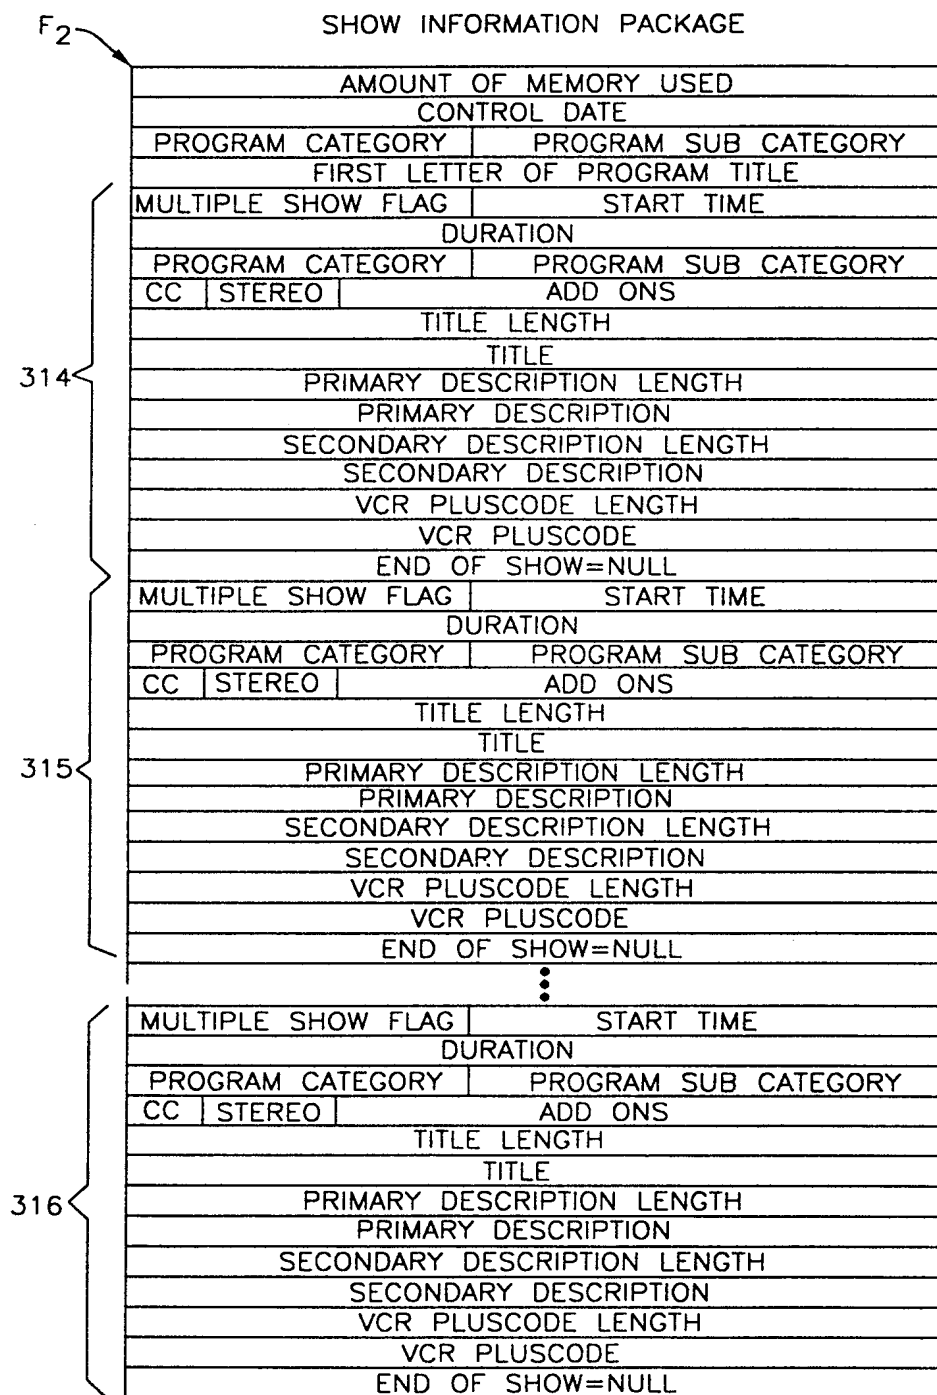 F2
SHOW INFORMATION PACKAGE
AMOUNT OF MEMORY USED
CONTROL DATE
PROGRAM CATEGORY PROGRAM SUB CATEGORY
FIRST LETTER OF PROGRAM TITLE
314
MULTIPLE SHOW FLAG START TIME
DURATION
PROGRAM CATEGORY PROGRAM SUB CATEGORY
CC STEREO ADD ONS
TITLE LENGTH
TITLE
PRIMARY DESCRIPTION LENGTH
PRIMARY DESCRIPTION
SECONDARY DESCRIPTION LENGTH
SECONDARY DESCRIPTION
VCR PLUSCODE LENGTH
VCR PLUSCODE
END OF SHOW=NULL
315
MULTIPLE SHOW FLAG START TIME
DURATION
PROGRAM CATEGORY PROGRAM SUB CATEGORY
CC STEREO ADD ONS
TITLE LENGTH
TITLE
PRIMARY DESCRIPTION LENGTH
PRIMARY DESCRIPTION
SECONDARY DESCRIPTION LENGTH
SECONDARY DESCRIPTION
VCR PLUSCODE LENGTH
VCR PLUSCODE
END OF SHOW=NULL
316
MULTIPLE SHOW FLAG START TIME
DURATION
PROGRAM CATEGORY PROGRAM SUB CATEGORY
CC STEREO ADD ONS
TITLE LENGTH
TITLE
PRIMARY DESCRIPTION LENGTH
PRIMARY DESCRIPTION
SECONDARY DESCRIPTION LENGTH
SECONDARY DESCRIPTION
VCR PLUSCODE LENGTH
VCR PLUSCODE
END OF SHOW=NULL